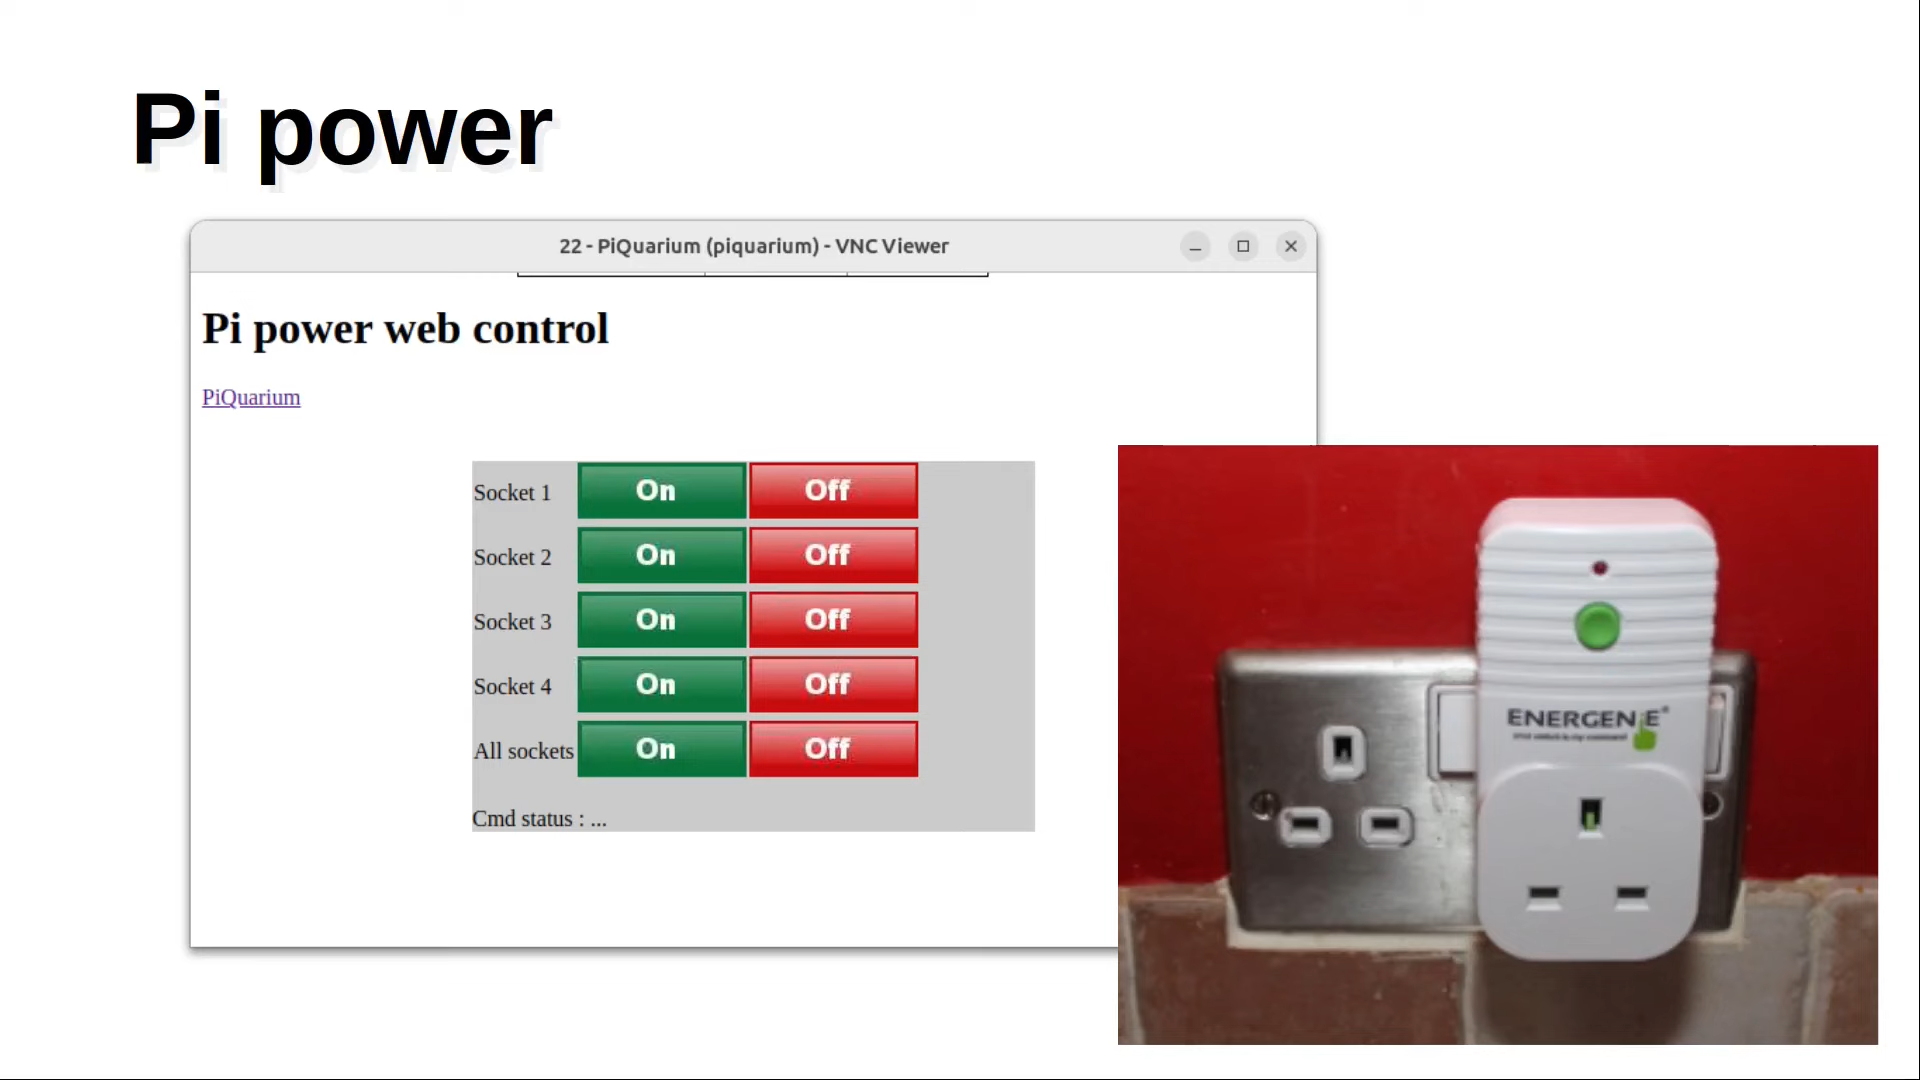 Pi power
22 - PiQuarium (piquarium) - VNC Viewer
Pi power web control
PiQuarium
Socket 1 On Off
Socket 2 On Off
Socket 3 On Off
Socket 4 On Off
All sockets On Off
Cmd status : ...
ENERGENIE®